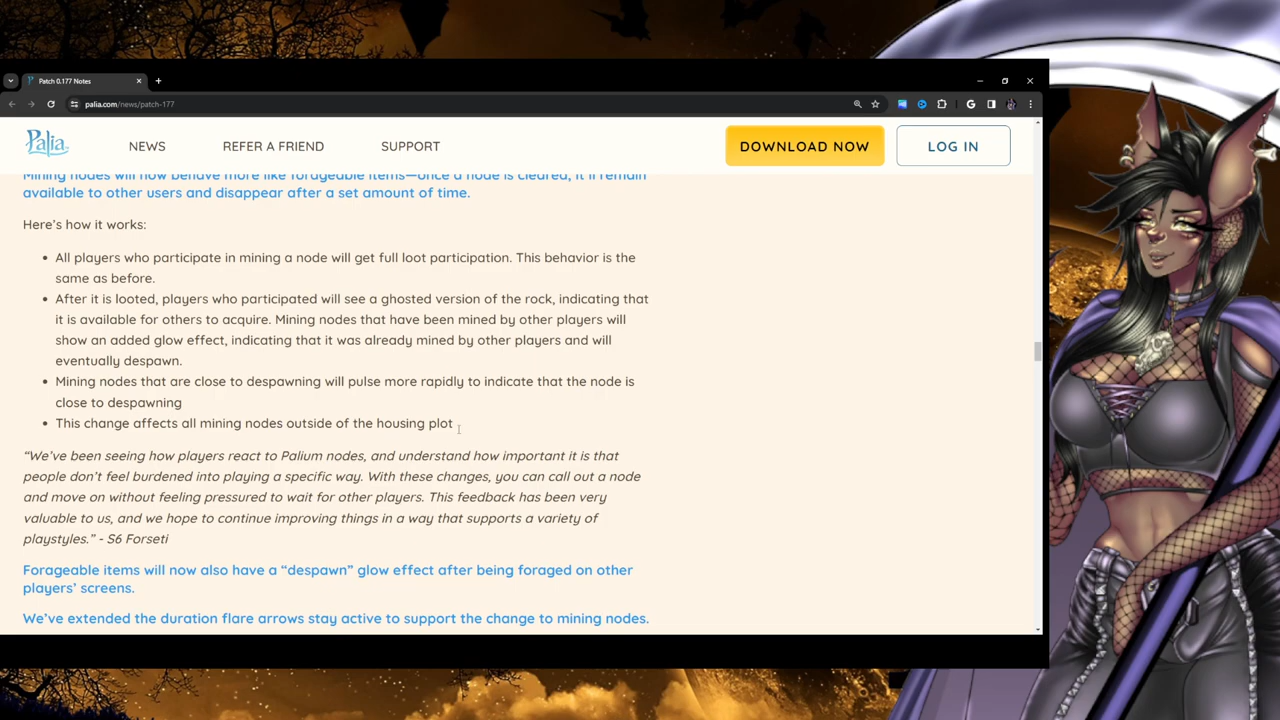 Patch 0.177 Notes
palia.com/news/patch-177
Palia
NEWS
REFER A FRIEND
SUPPORT
DOWNLOAD NOW
LOG IN
Mining nodes will now behave more like forageable items—once a node is cleared, it'll remain
available to other users and disappear after a set amount of time.
Here's how it works:
• All players who participate in mining a node will get full loot participation. This behavior is the
same as before.
• After it is looted, players who participated will see a ghosted version of the rock, indicating that
it is available for others to acquire. Mining nodes that have been mined by other players will
show an added glow effect, indicating that it was already mined by other players and will
eventually despawn.
• Mining nodes that are close to despawning will pulse more rapidly to indicate that the node is
close to despawning
• This change affects all mining nodes outside of the housing plot
“We’ve been seeing how players react to Palium nodes, and understand how important it is that
people don’t feel burdened into playing a specific way. With these changes, you can call out a node
and move on without feeling pressured to wait for other players. This feedback has been very
valuable to us, and we hope to continue improving things in a way that supports a variety of
playstyles.” - S6 Forseti
Forageable items will now also have a “despawn” glow effect after being foraged on other
players’ screens.
We’ve extended the duration flare arrows stay active to support the change to mining nodes.